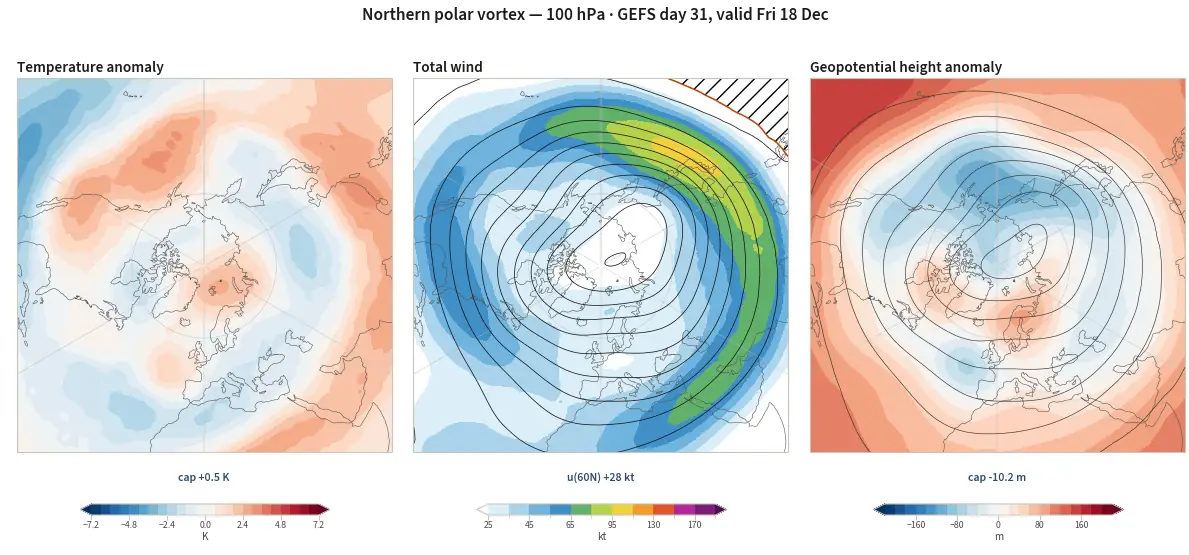 Northern polar vortex — 100 hPa · GEFS day 31, valid Fri 18 Dec
Temperature anomaly
Total wind
Geopotential height anomaly
cap +0.5 K
u(60N) +28 kt
cap -10.2 m
−7.2 −4.8 −2.4 0.0 2.4 4.8 7.2
K
25 45 65 95 130 170
kt
−160 −80 0 80 160
m